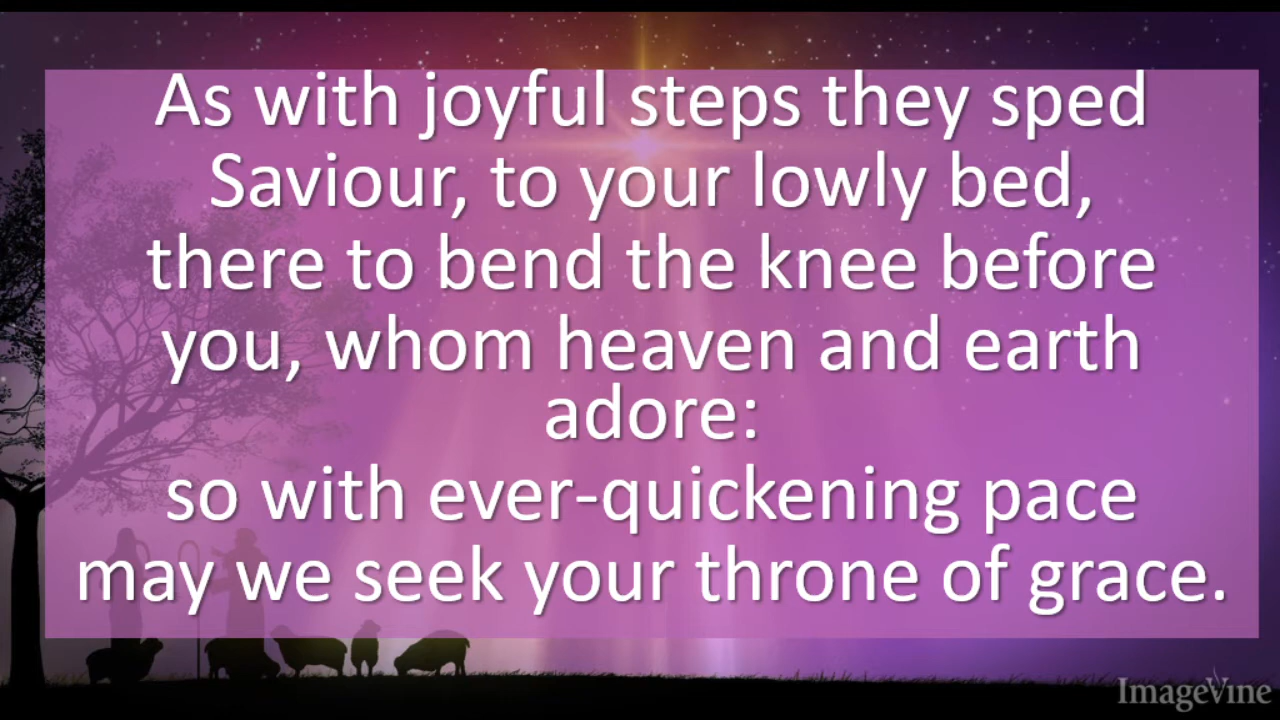 As with joyful steps they sped
Saviour, to your lowly bed,
there to bend the knee before
you, whom heaven and earth
adore:
so with ever-quickening pace
may we seek your throne of grace.
ImageVine